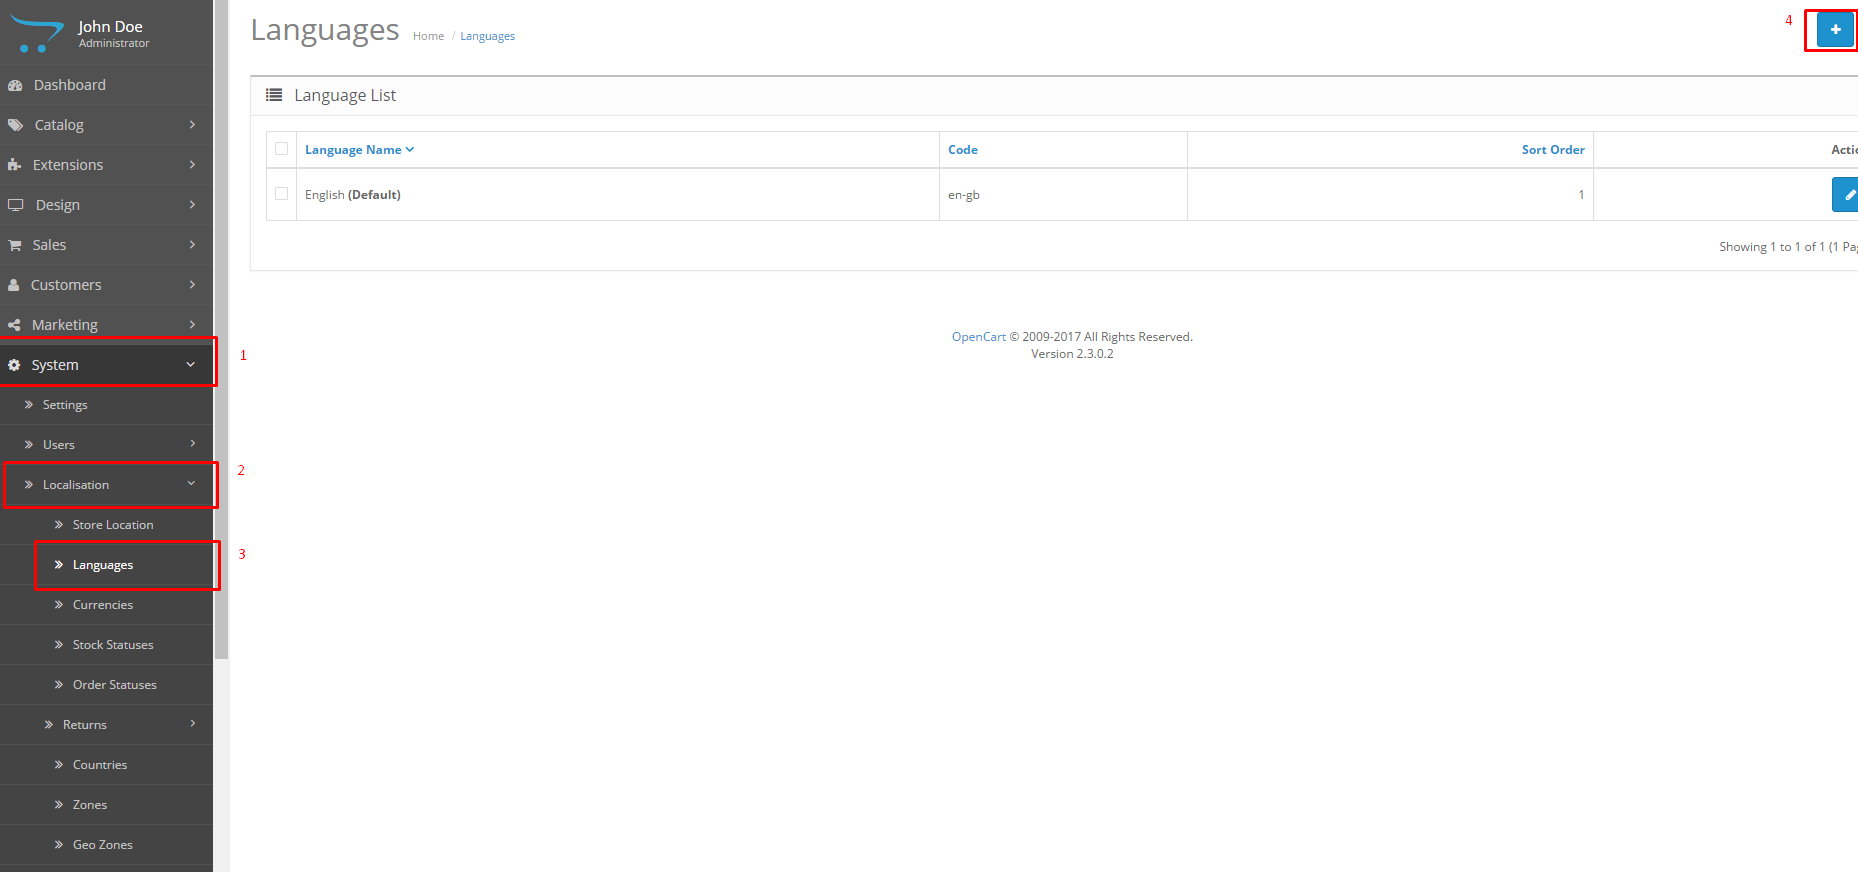 John Doe
Administrator
Dashboard
Catalog
Extensions
Design
Sales
Customers
Marketing
System
Settings
Users
Localisation
Store Location
Languages
Currencies
Stock Statuses
Order Statuses
Returns
Countries
Zones
Geo Zones
1
2
3
Languages Home / Languages
4
Language List
Language Name Code Sort Order Actio
English (Default) en-gb 1
Showing 1 to 1 of 1 (1 Pag
OpenCart © 2009-2017 All Rights Reserved.
Version 2.3.0.2